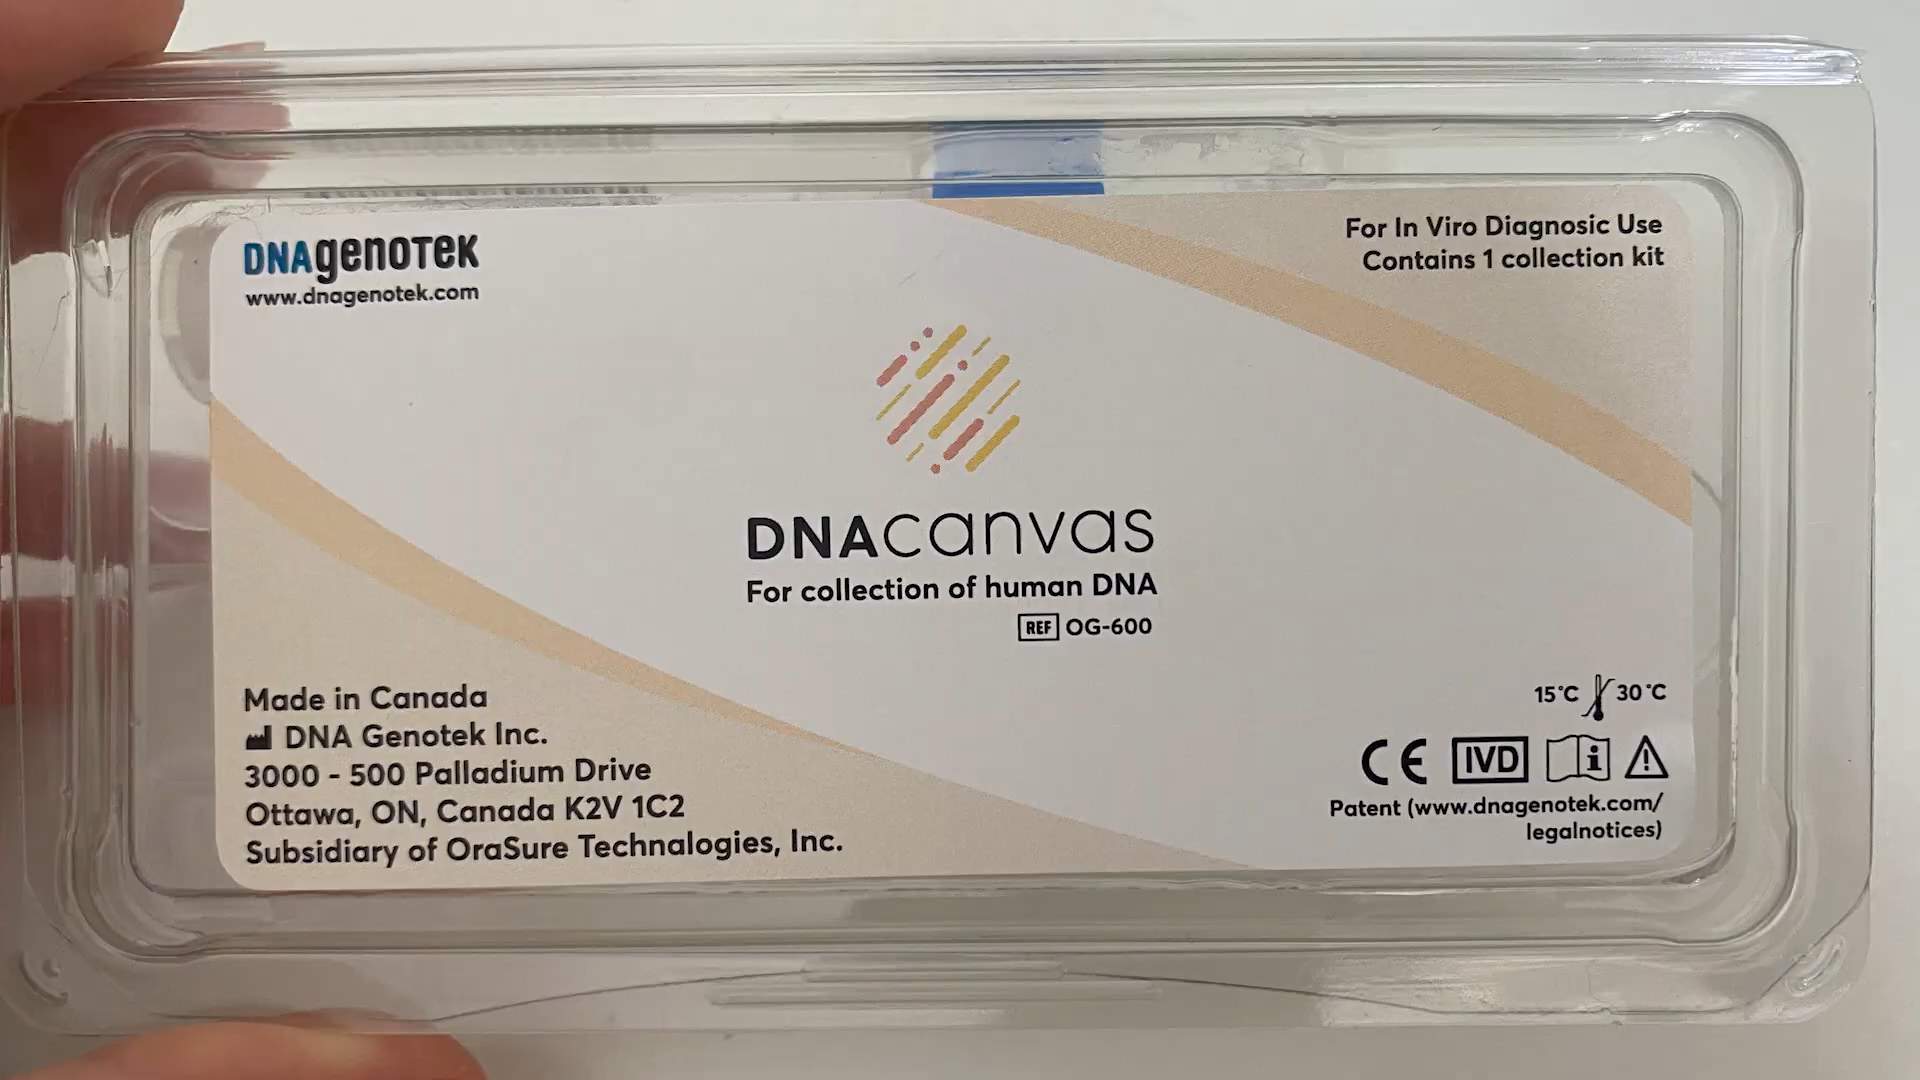 DNAgenotek
www.dnagenotek.com
For In Viro Diagnosic Use
Contains 1 collection kit
DNAcanvas
For collection of human DNA
REF OG-600
Made in Canada
DNA Genotek Inc.
3000 - 500 Palladium Drive
Ottawa, ON, Canada K2V 1C2
Subsidiary of OraSure Technalogies, Inc.
15°C 30°C
CE IVD i
Patent (www.dnagenotek.com/
legalnotices)